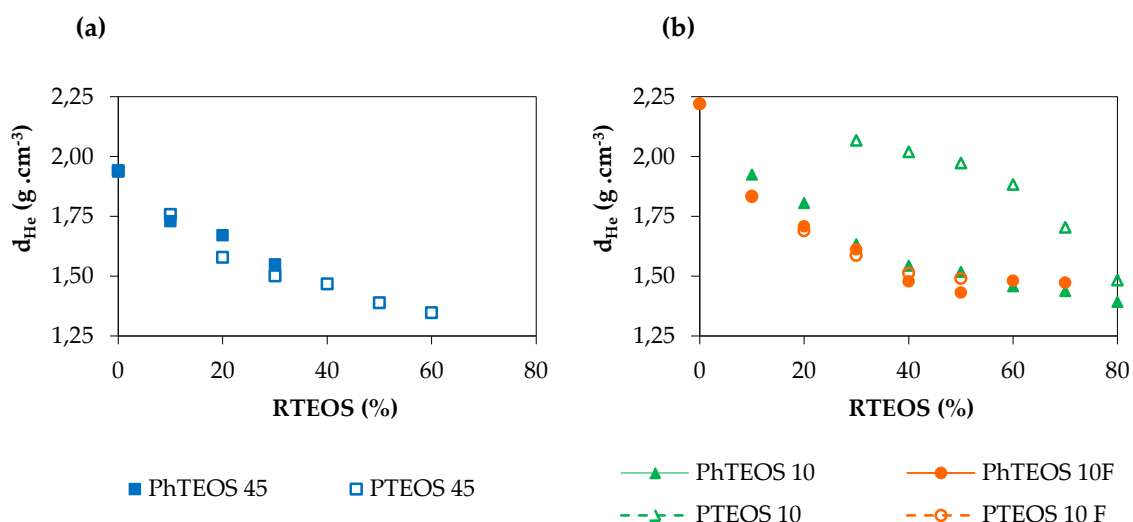 (a)
2,25
2,00
1,75
1,50
1,25
d_He (g .cm⁻³)
0 20 40 60 80
RTEOS (%)
PhTEOS 45 PTEOS 45
(b)
2,25
2,00
1,75
1,50
1,25
d_He (g .cm⁻³)
0 20 40 60 80
RTEOS (%)
PhTEOS 10 PhTEOS 10F
PTEOS 10 PTEOS 10 F